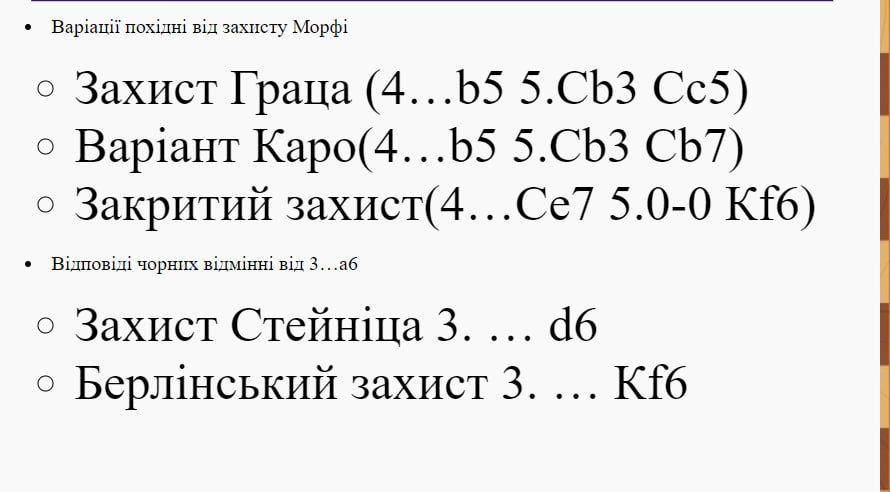 Варіації похідні від захисту Морфі
Захист Граца (4…b5 5.Cb3 Cc5)
Варіант Каро(4…b5 5.Cb3 Cb7)
Закритий захист(4…Ce7 5.0-0 Кf6)
Відповіді чорних відмінні від 3…a6
Захист Стейніца 3. … d6
Берлінський захист 3. … Кf6